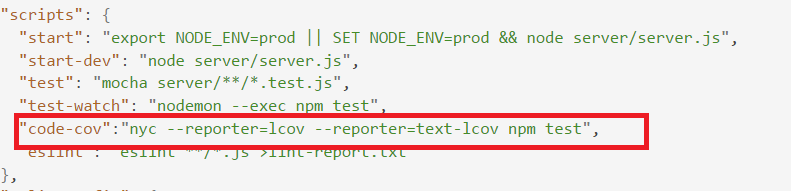 "scripts": {
"start": "export NODE_ENV=prod || SET NODE_ENV=prod && node server/server.js",
"start-dev": "node server/server.js",
"test": "mocha server/**/*.test.js",
"test-watch": "nodemon --exec npm test",
"code-cov":"nyc --reporter=lcov --reporter=text-lcov npm test",
"eslint": "eslint **/*.js >lint-report.txt"
},